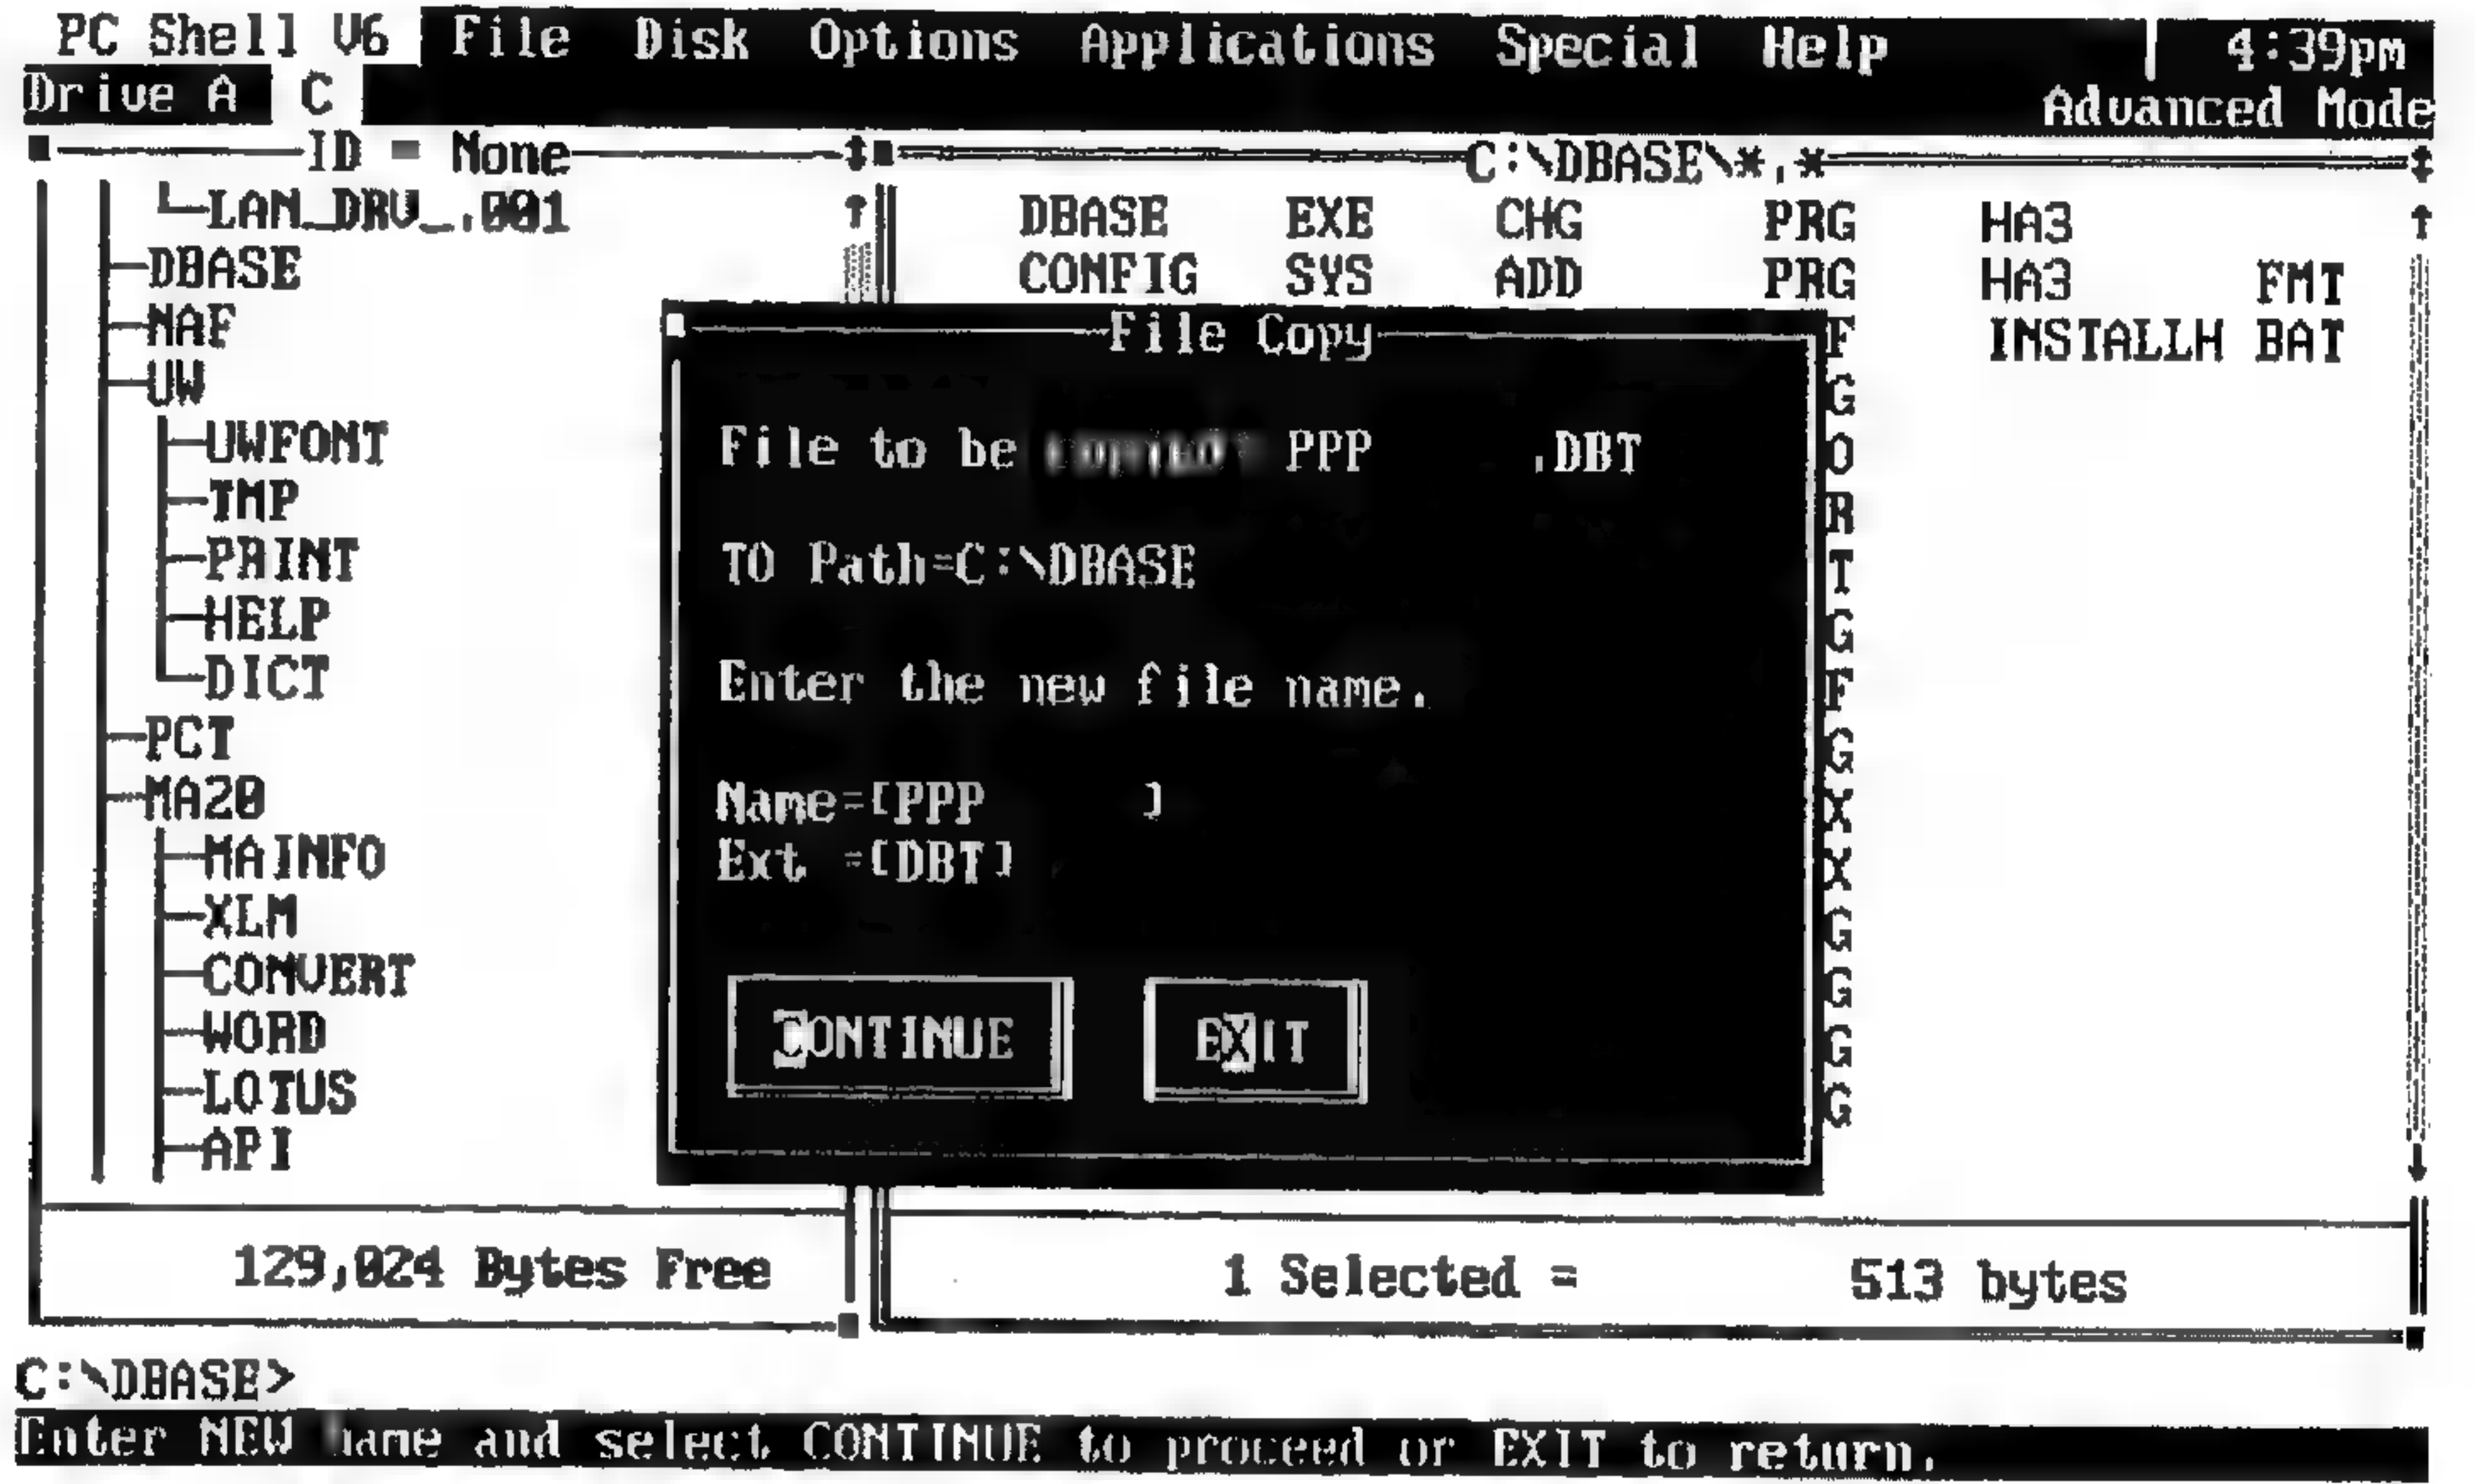 PC Shell V6 File Disk Options Applications Special Help 4:39pm
Drive A C Advanced Mode
ID = None
LAN_DRV_.001
DBASE
NAF
UW
UWFONT
TMP
PRINT
HELP
DICT
PCT
MA20
MAINFO
XLM
CONVERT
WORD
LOTUS
API
129,024 Bytes Free
C:\DBASE\*.*
DBASE EXE CHG PRG HA3
CONFIG SYS ADD PRG HA3 FMT
F INSTALLH BAT
G
O
R
T
G
F
G
X
X
G
G
G
G
File Copy
File to be PPP .DBT
TO Path=C:\DBASE
Enter the new file name.
Name=[PPP ]
Ext =[DBT]
CONTINUE EXIT
1 Selected = 513 bytes
C:\DBASE>
Enter NEW name and select CONTINUE to proceed or EXIT to return.